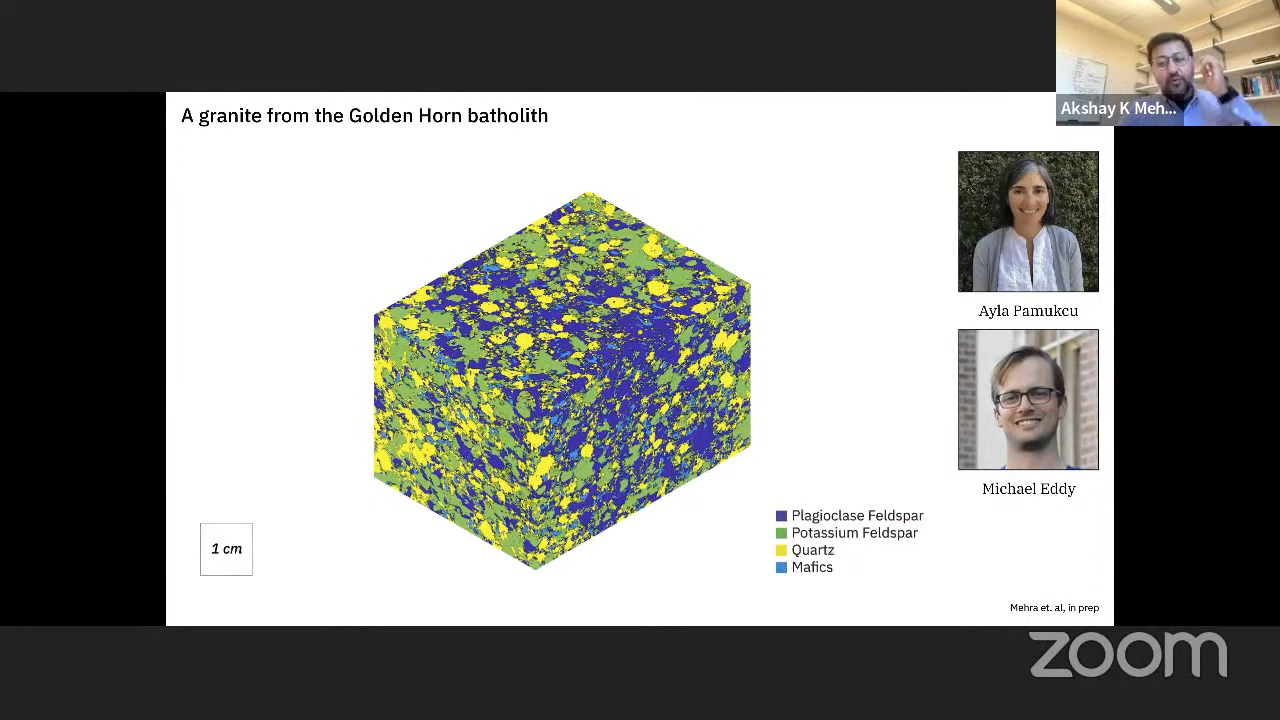 Akshay K Meh...
A granite from the Golden Horn batholith
Ayla Pamukcu
Michael Eddy
Plagioclase Feldspar
Potassium Feldspar
Quartz
Mafics
1 cm
Mehra et. al, in prep
zoom